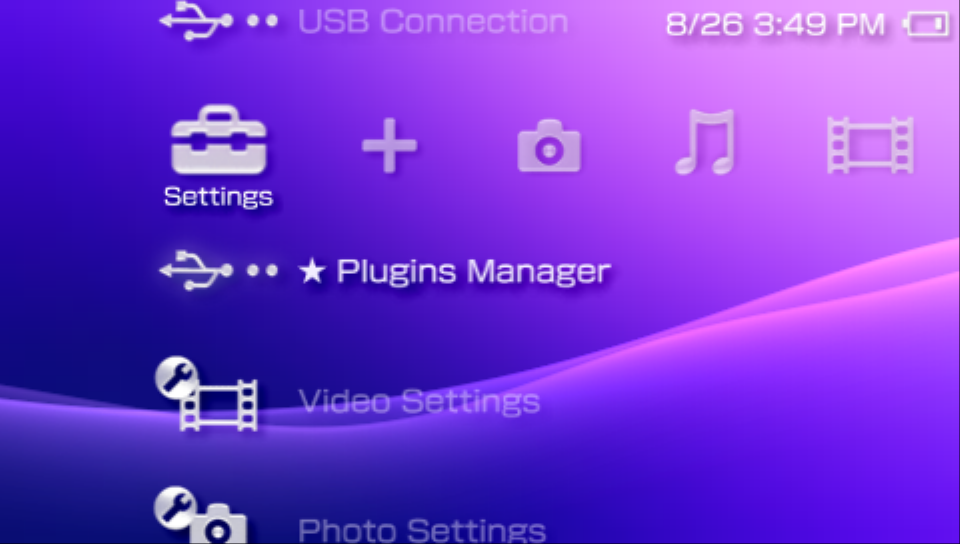 USB Connection
8/26 3:49 PM
Settings
★ Plugins Manager
Video Settings
Photo Settings